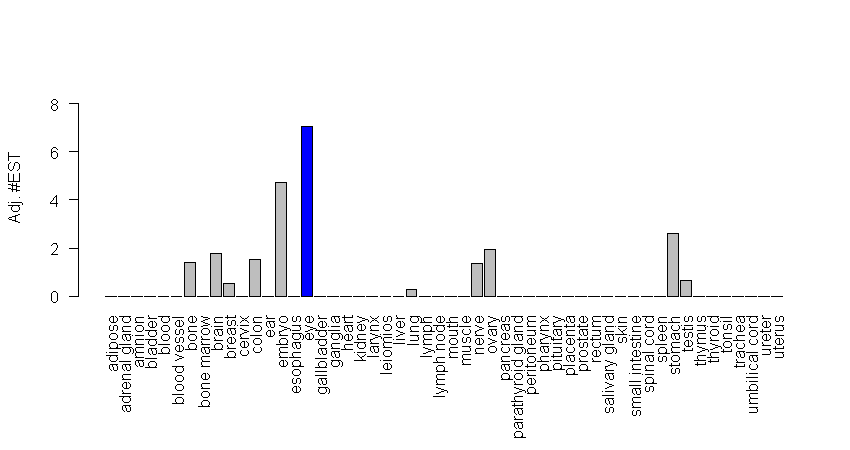 8
6
4
2
0
Adj. #EST
adipose
adrenal gland
amnion
bladder
blood
blood vessel
bone
bone marrow
brain
breast
cervix
colon
ear
embryo
esophagus
eye
gallbladder
ganglia
heart
kidney
larynx
leiomios
liver
lung
lymph
lymph node
mouth
muscle
nerve
ovary
pancreas
parathyroid gland
peritoneum
pharynx
pituitary
placenta
prostate
rectum
salivary gland
skin
small intestine
spinal cord
spleen
stomach
testis
thymus
thyroid
tonsil
trachea
umbilical cord
ureter
uterus